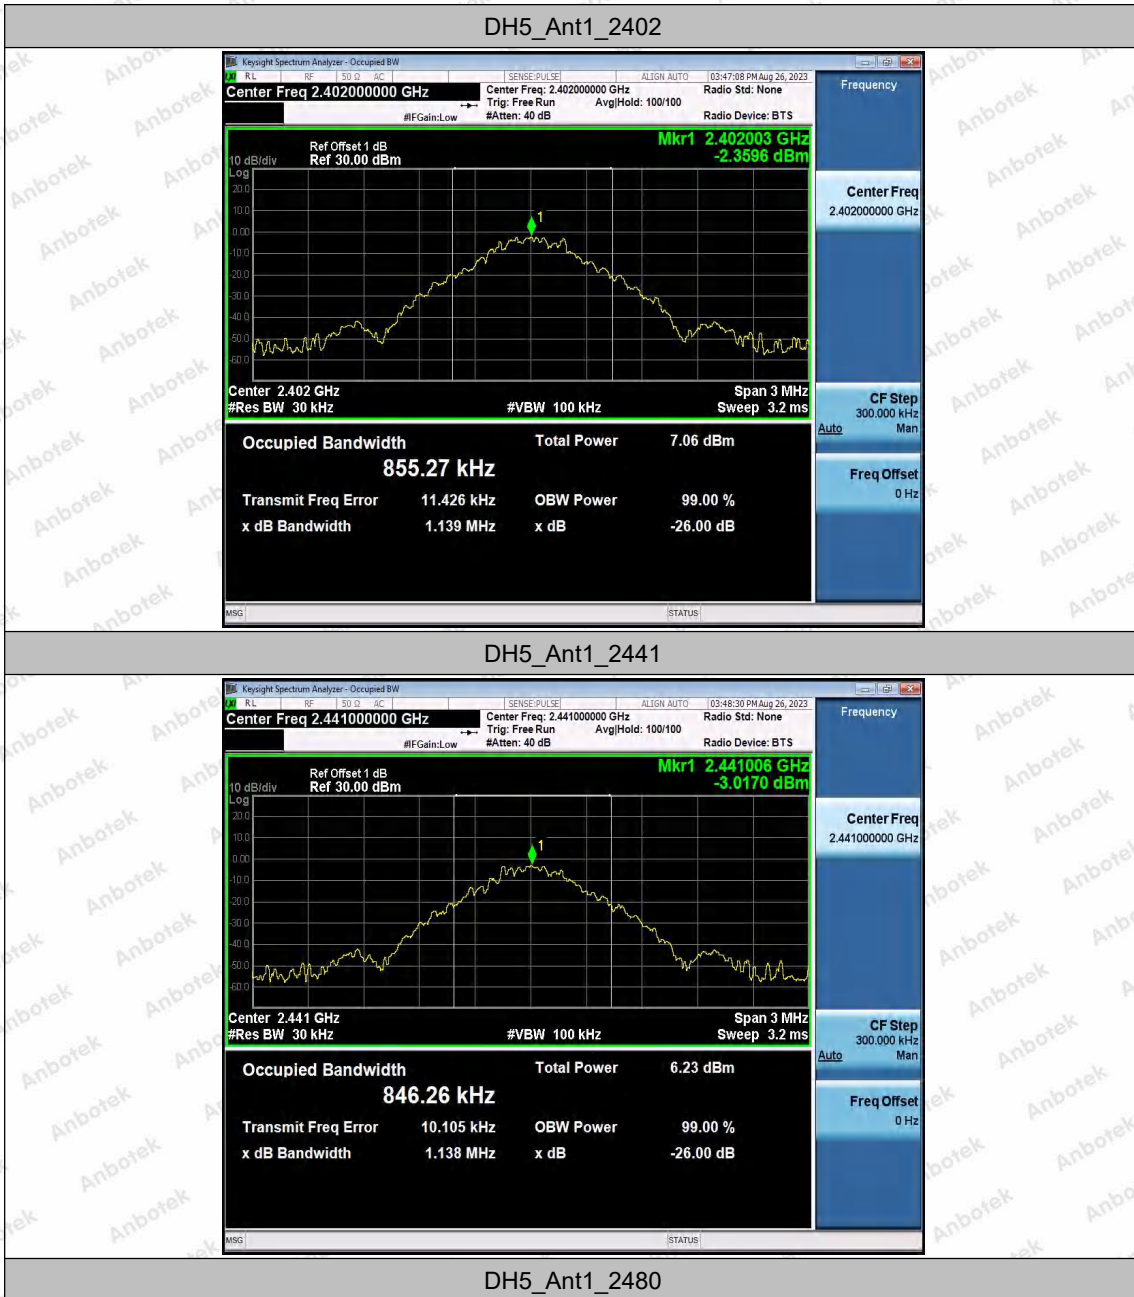 DH5_Ant1_2402
Keysight Spectrum Analyzer - Occupied BW
LXI RL RF 50 Ω AC SENSE:PULSE ALIGN AUTO 03:47:08 PM Aug 26, 2023
Center Freq 2.402000000 GHz
Center Freq: 2.402000000 GHz Radio Std: None
Trig: Free Run Avg|Hold: 100/100
#IFGain:Low #Atten: 40 dB Radio Device: BTS
Frequency
Mkr1 2.402003 GHz
-2.3596 dBm
Ref Offset 1 dB
10 dB/div Ref 30.00 dBm
Log
20.0
10.0
0.00
-10.0
-20.0
-30.0
-40.0
-50.0
-60.0
1
Center 2.402 GHz Span 3 MHz
#Res BW 30 kHz #VBW 100 kHz Sweep 3.2 ms
Center Freq
2.402000000 GHz
CF Step
300.000 kHz
Auto Man
Freq Offset
0 Hz
Occupied Bandwidth Total Power 7.06 dBm
855.27 kHz
Transmit Freq Error 11.426 kHz OBW Power 99.00 %
x dB Bandwidth 1.139 MHz x dB -26.00 dB
MSG STATUS
DH5_Ant1_2441
Keysight Spectrum Analyzer - Occupied BW
LXI RL RF 50 Ω AC SENSE:PULSE ALIGN AUTO 03:48:30 PM Aug 26, 2023
Center Freq 2.441000000 GHz
Center Freq: 2.441000000 GHz Radio Std: None
Trig: Free Run Avg|Hold: 100/100
#IFGain:Low #Atten: 40 dB Radio Device: BTS
Frequency
Mkr1 2.441006 GHz
-3.0170 dBm
Ref Offset 1 dB
10 dB/div Ref 30.00 dBm
Log
20.0
10.0
0.00
-10.0
-20.0
-30.0
-40.0
-50.0
-60.0
1
Center 2.441 GHz Span 3 MHz
#Res BW 30 kHz #VBW 100 kHz Sweep 3.2 ms
Center Freq
2.441000000 GHz
CF Step
300.000 kHz
Auto Man
Freq Offset
0 Hz
Occupied Bandwidth Total Power 6.23 dBm
846.26 kHz
Transmit Freq Error 10.105 kHz OBW Power 99.00 %
x dB Bandwidth 1.138 MHz x dB -26.00 dB
MSG STATUS
DH5_Ant1_2480
Anbotek